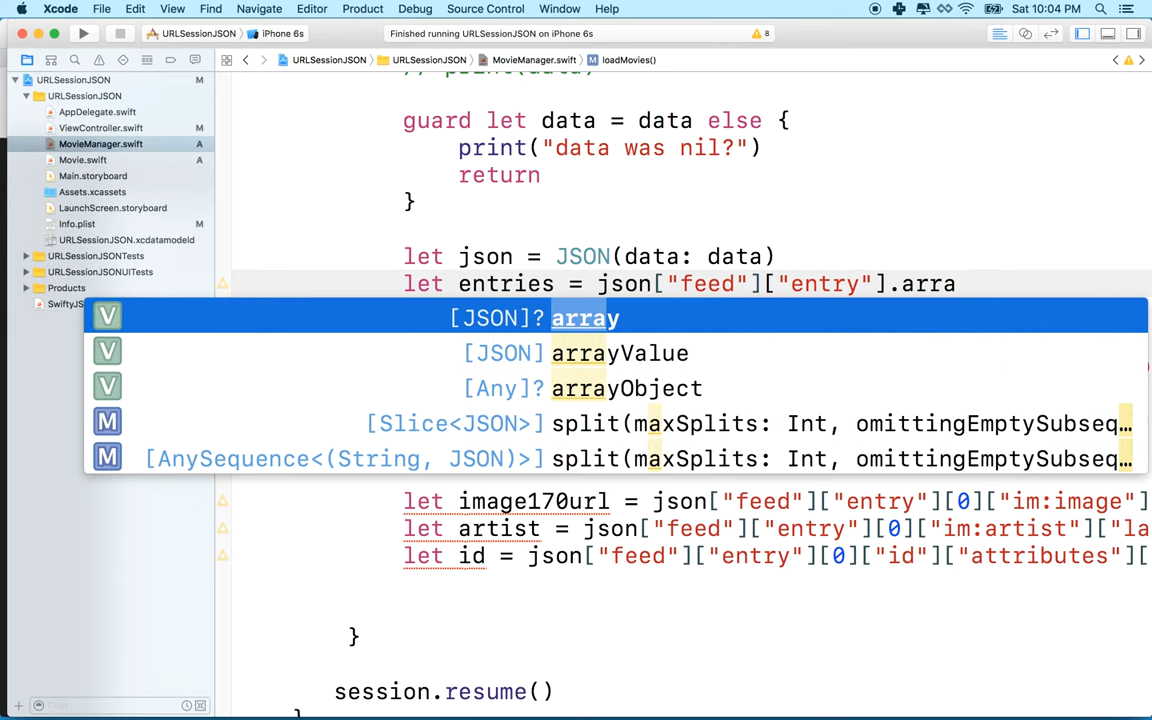 Xcode File Edit View Find Navigate Editor Product Debug Source Control Window Help Sat 10:04 PM
URLSessionJSON iPhone 6s Finished running URLSessionJSON on iPhone 6s 8
URLSessionJSON M
URLSessionJSON
AppDelegate.swift
ViewController.swift M
MovieManager.swift A
Movie.swift A
Main.storyboard
Assets.xcassets
LaunchScreen.storyboard
Info.plist M
URLSessionJSON.xcdatamodeld
URLSessionJSONTests
URLSessionJSONUITests
Products
SwiftyJS
Filter
URLSessionJSON URLSessionJSON MovieManager.swift M loadMovies()
// print(data)
guard let data = data else {
print("data was nil?")
return
}
let json = JSON(data: data)
let entries = json["feed"]["entry"].arra
V [JSON]? array
V [JSON] arrayValue
V [Any]? arrayObject
M [Slice<JSON>] split(maxSplits: Int, omittingEmptySubseq…
M [AnySequence<(String, JSON)>] split(maxSplits: Int, omittingEmptySubseq…
let image170url = json["feed"]["entry"][0]["im:image"]
let artist = json["feed"]["entry"][0]["im:artist"]["la
let id = json["feed"]["entry"][0]["id"]["attributes"][
}
session.resume()
}